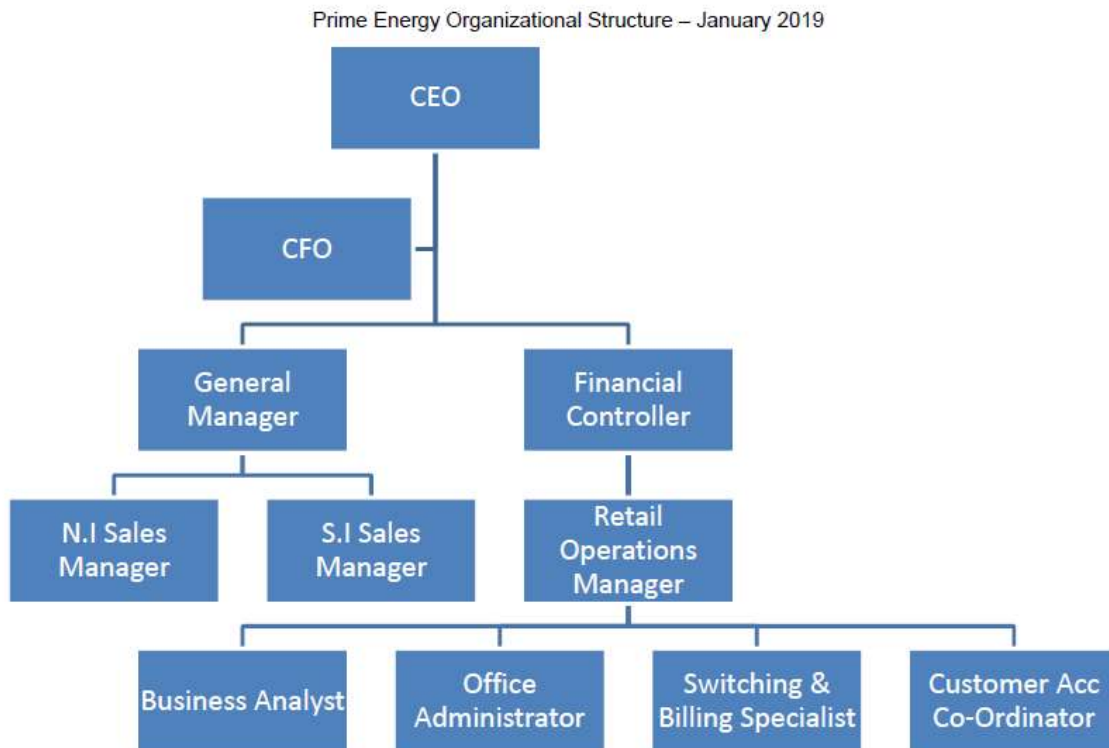 Prime Energy Organizational Structure – January 2019
CEO
CFO
General
Manager
Financial
Controller
N.I Sales
Manager
S.I Sales
Manager
Retail
Operations
Manager
Business Analyst
Office
Administrator
Switching &
Billing Specialist
Customer Acc
Co-Ordinator